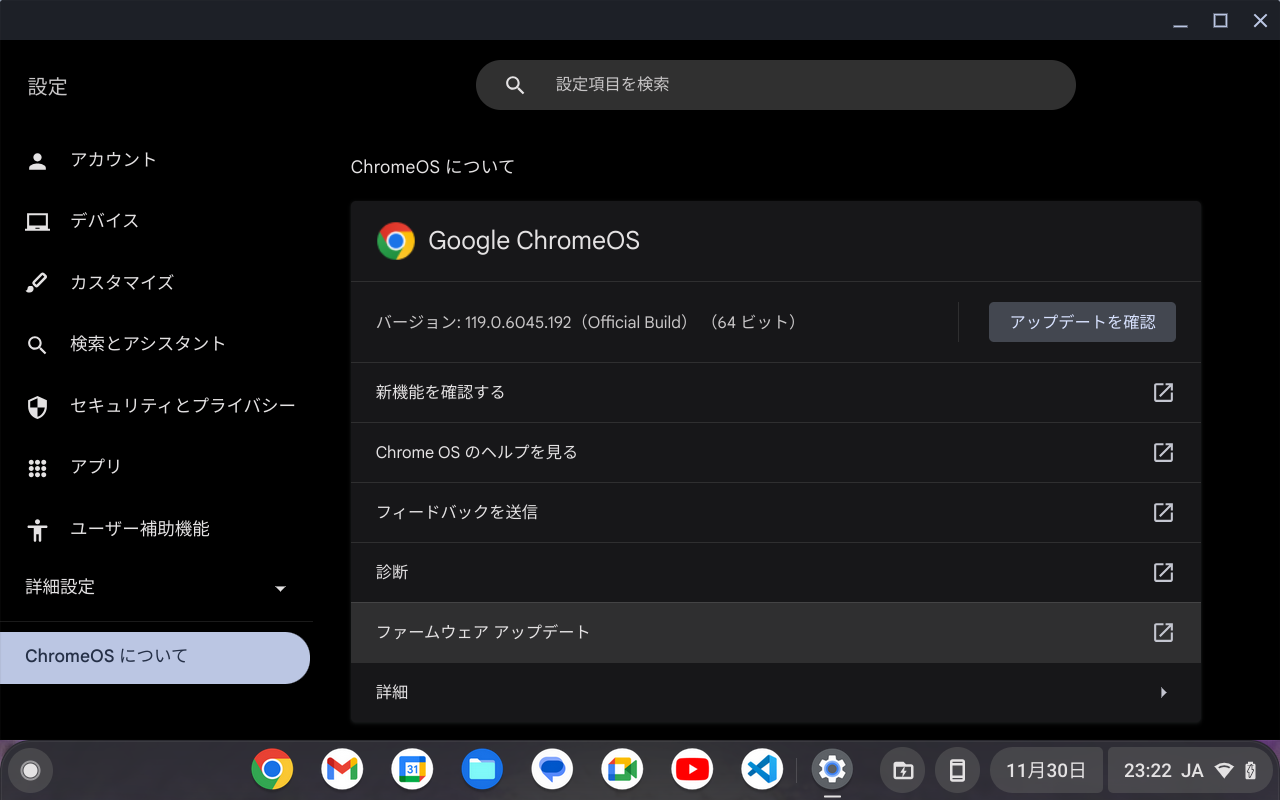 設定
設定項目を検索
アカウント
デバイス
カスタマイズ
検索とアシスタント
セキュリティとプライバシー
アプリ
ユーザー補助機能
詳細設定
ChromeOS について
ChromeOS について
Google ChromeOS
バージョン: 119.0.6045.192（Official Build） （64 ビット）
アップデートを確認
新機能を確認する
Chrome OS のヘルプを見る
フィードバックを送信
診断
ファームウェア アップデート
詳細
31
11月30日
23:22 JA